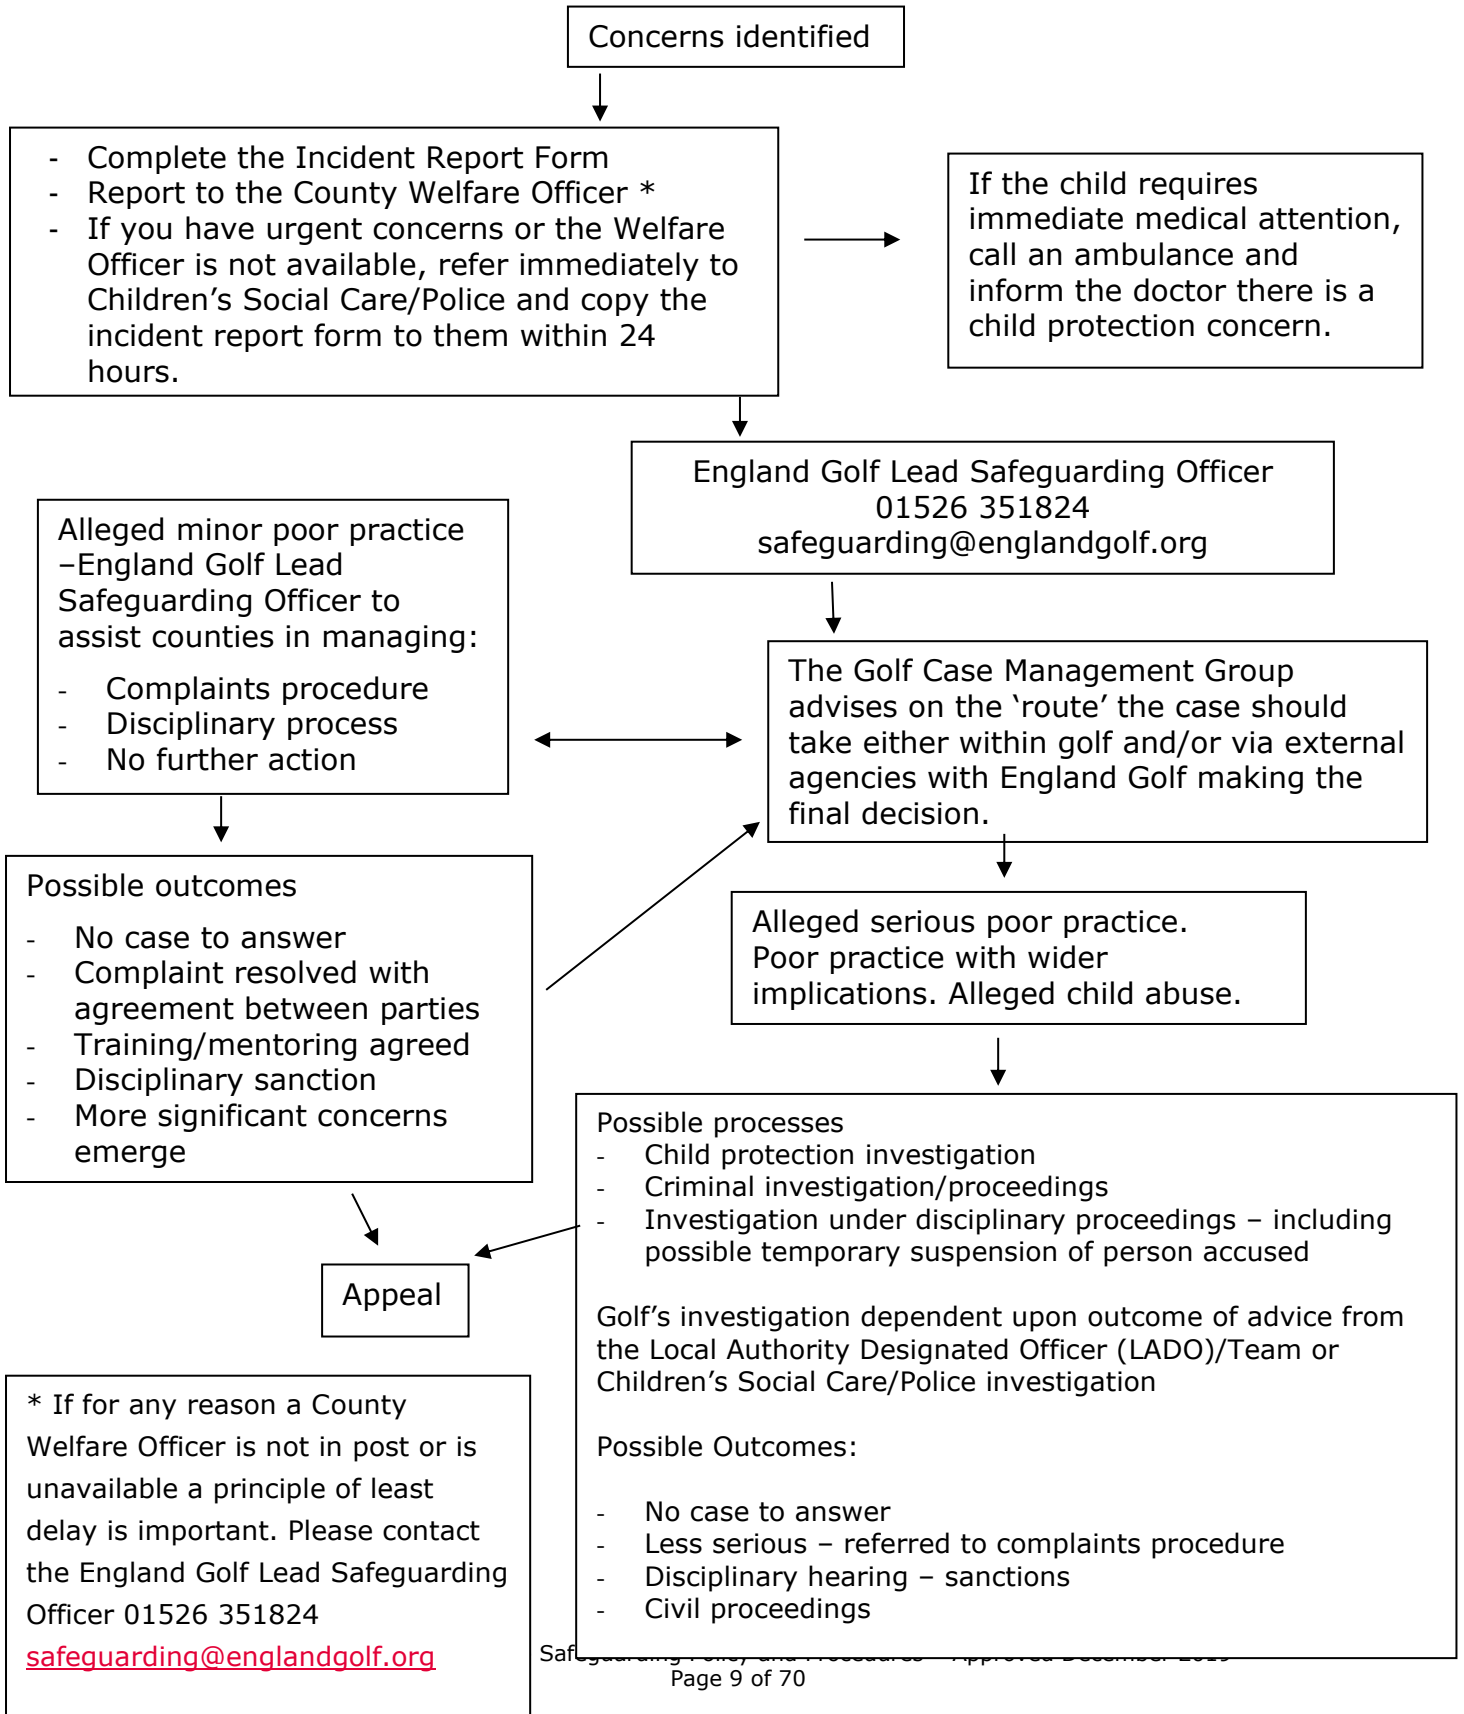 Concerns identified
- Complete the Incident Report Form
- Report to the County Welfare Officer *
- If you have urgent concerns or the Welfare
Officer is not available, refer immediately to
Children’s Social Care/Police and copy the
incident report form to them within 24
hours.
If the child requires
immediate medical attention,
call an ambulance and
inform the doctor there is a
child protection concern.
England Golf Lead Safeguarding Officer
01526 351824
safeguarding@englandgolf.org
Alleged minor poor practice
–England Golf Lead
Safeguarding Officer to
assist counties in managing:
- Complaints procedure
- Disciplinary process
- No further action
The Golf Case Management Group
advises on the ‘route’ the case should
take either within golf and/or via external
agencies with England Golf making the
final decision.
Possible outcomes
- No case to answer
- Complaint resolved with
agreement between parties
- Training/mentoring agreed
- Disciplinary sanction
- More significant concerns
emerge
Alleged serious poor practice.
Poor practice with wider
implications. Alleged child abuse.
Possible processes
- Child protection investigation
- Criminal investigation/proceedings
- Investigation under disciplinary proceedings – including
possible temporary suspension of person accused
Golf’s investigation dependent upon outcome of advice from
the Local Authority Designated Officer (LADO)/Team or
Children’s Social Care/Police investigation
Possible Outcomes:
- No case to answer
- Less serious – referred to complaints procedure
- Disciplinary hearing – sanctions
- Civil proceedings
Appeal
* If for any reason a County
Welfare Officer is not in post or is
unavailable a principle of least
delay is important. Please contact
the England Golf Lead Safeguarding
Officer 01526 351824
safeguarding@englandgolf.org
Safeguarding Policy and Procedures – Approved December 2019
Page 9 of 70